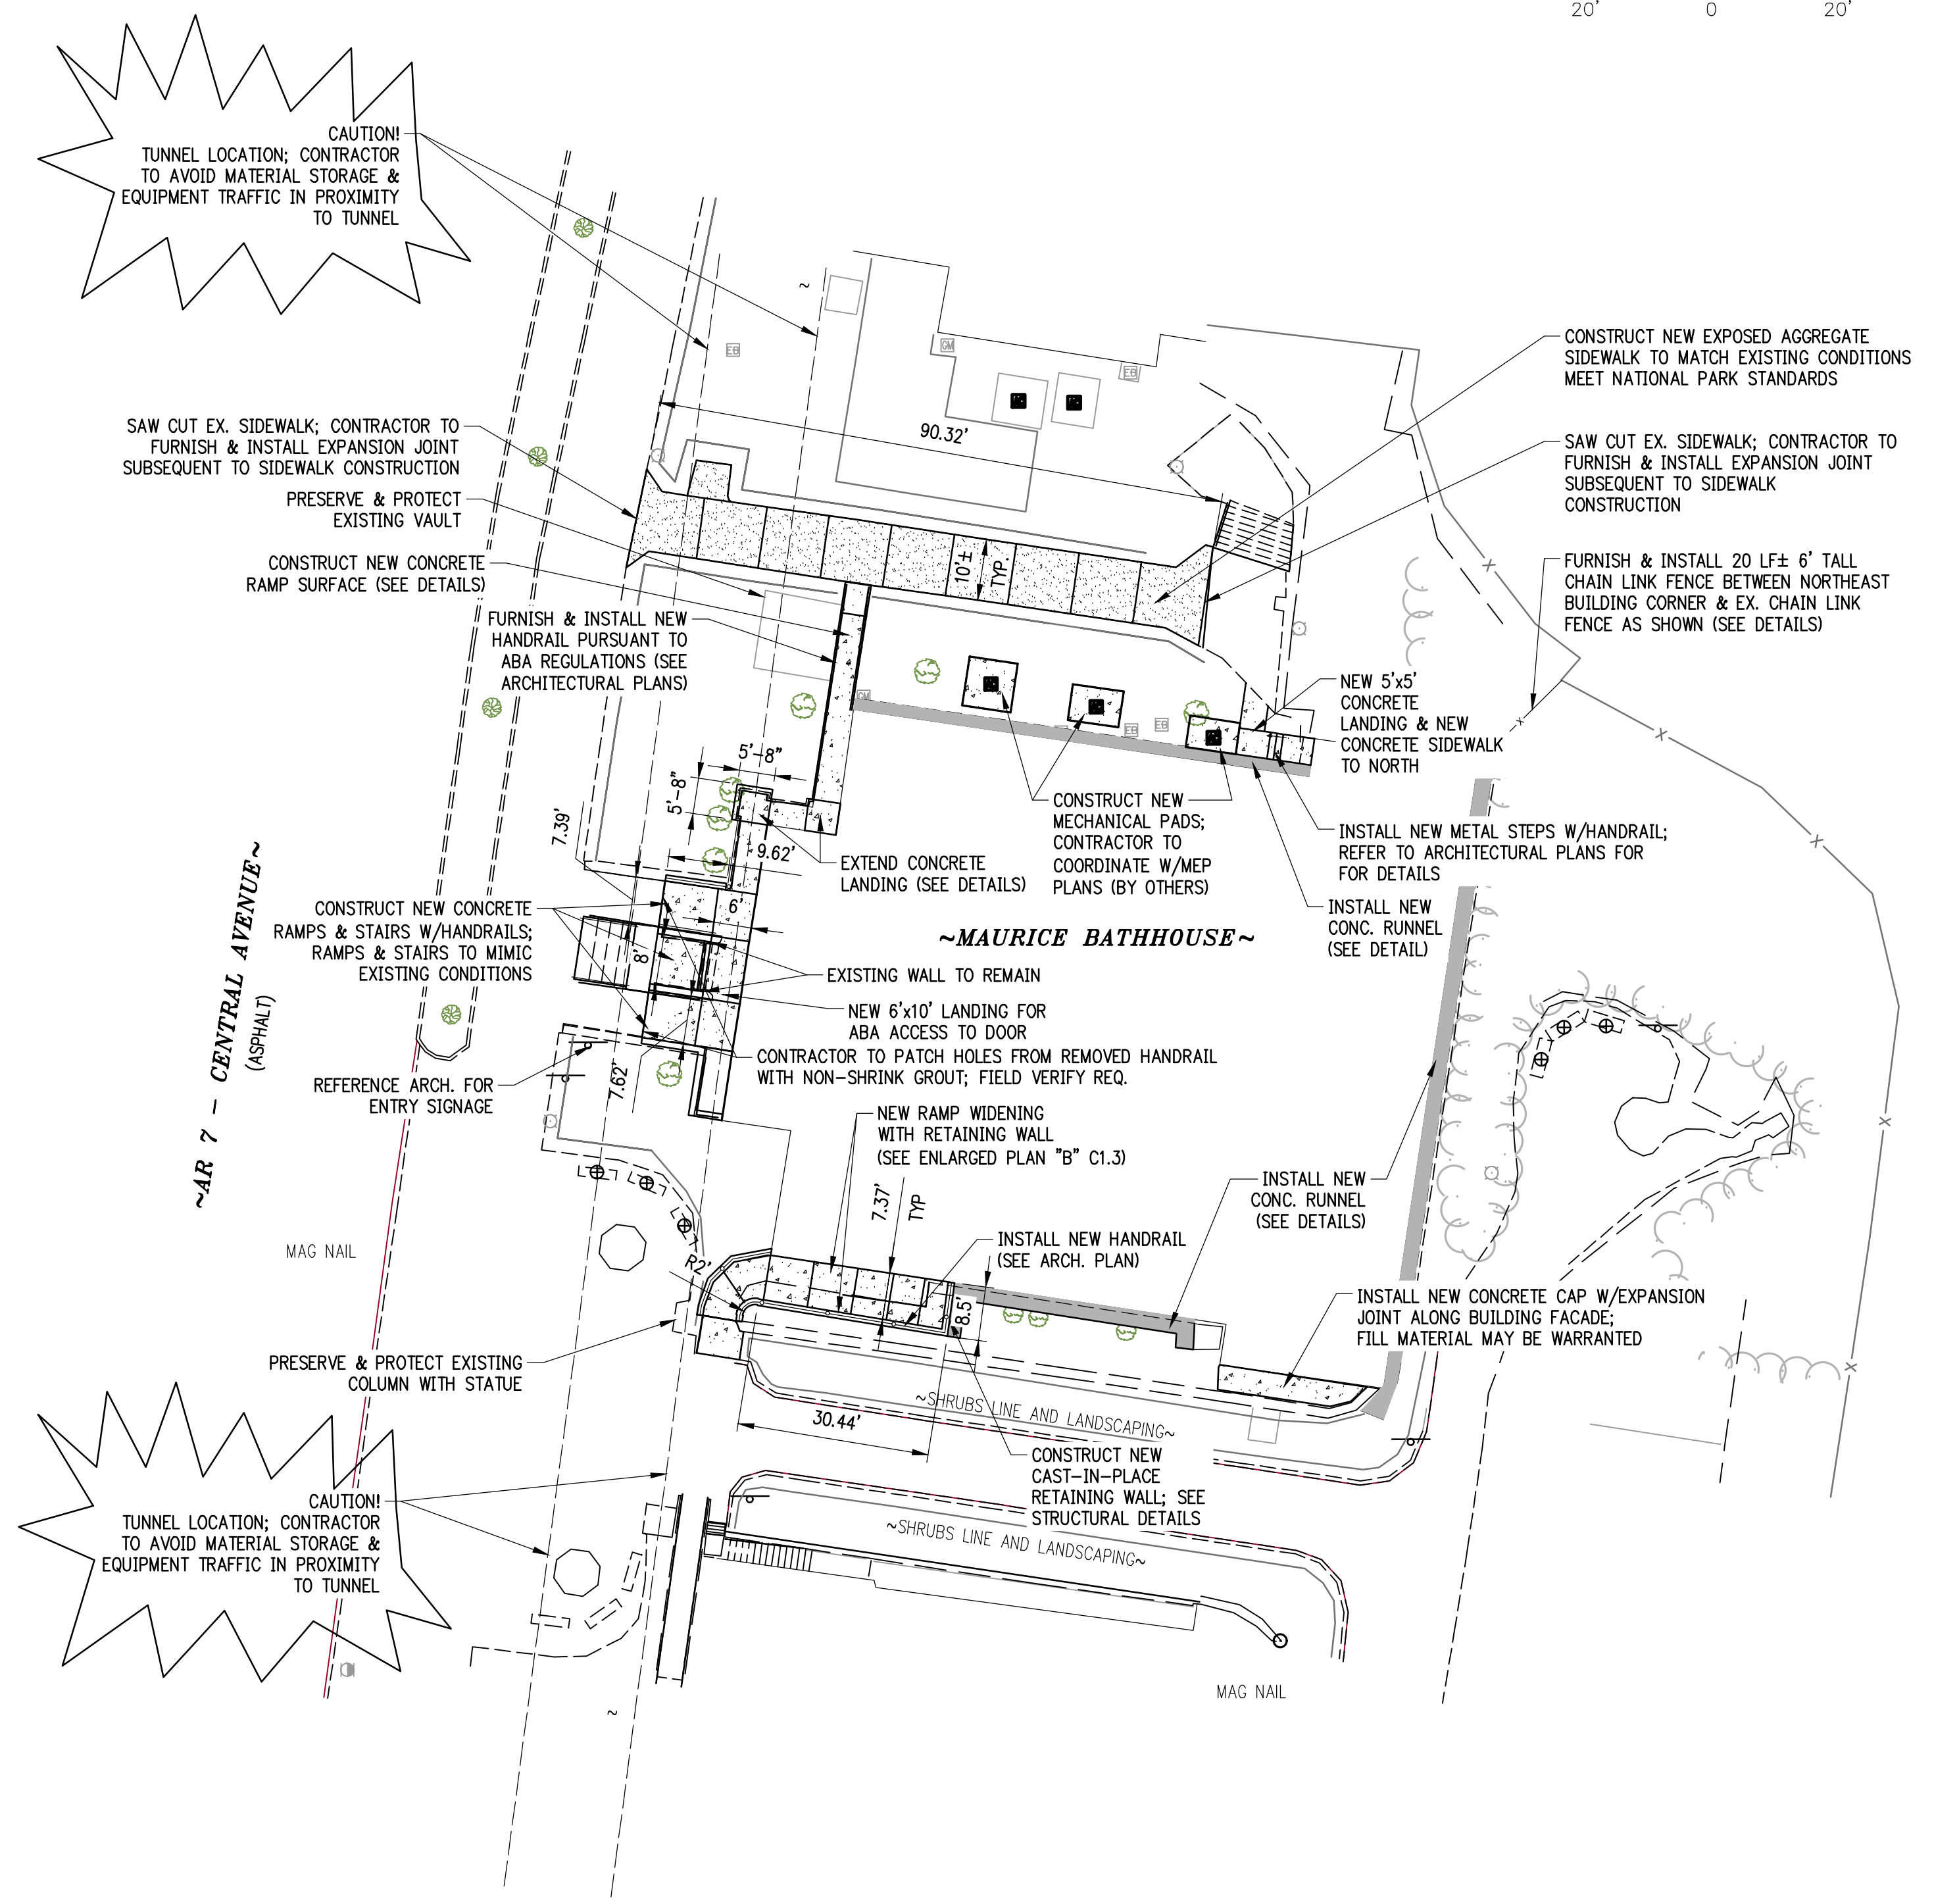 20' 0 20'
CAUTION!
TUNNEL LOCATION; CONTRACTOR
TO AVOID MATERIAL STORAGE &
EQUIPMENT TRAFFIC IN PROXIMITY
TO TUNNEL
~
EB
GM
EB
CONSTRUCT NEW EXPOSED AGGREGATE
SIDEWALK TO MATCH EXISTING CONDITIONS
MEET NATIONAL PARK STANDARDS
90.32'
SAW CUT EX. SIDEWALK; CONTRACTOR TO
FURNISH & INSTALL EXPANSION JOINT
SUBSEQUENT TO SIDEWALK CONSTRUCTION
SAW CUT EX. SIDEWALK; CONTRACTOR TO
FURNISH & INSTALL EXPANSION JOINT
SUBSEQUENT TO SIDEWALK
CONSTRUCTION
PRESERVE & PROTECT
EXISTING VAULT
CONSTRUCT NEW CONCRETE
RAMP SURFACE (SEE DETAILS)
10'±
TYP.
FURNISH & INSTALL 20 LF± 6' TALL
CHAIN LINK FENCE BETWEEN NORTHEAST
BUILDING CORNER & EX. CHAIN LINK
FENCE AS SHOWN (SEE DETAILS)
X
FURNISH & INSTALL NEW
HANDRAIL PURSUANT TO
ABA REGULATIONS (SEE
ARCHITECTURAL PLANS)
GM
EB
EB
NEW 5'x5'
CONCRETE
LANDING & NEW
CONCRETE SIDEWALK
TO NORTH
X
X
5'-8"
5'-8"
7.39'
9.62'
EXTEND CONCRETE
LANDING (SEE DETAILS)
CONSTRUCT NEW
MECHANICAL PADS;
CONTRACTOR TO
COORDINATE W/MEP
PLANS (BY OTHERS)
INSTALL NEW METAL STEPS W/HANDRAIL;
REFER TO ARCHITECTURAL PLANS FOR
FOR DETAILS
X
INSTALL NEW
CONC. RUNNEL
(SEE DETAIL)
CONSTRUCT NEW CONCRETE
RAMPS & STAIRS W/HANDRAILS;
RAMPS & STAIRS TO MIMIC
EXISTING CONDITIONS
6'
8'
~MAURICE BATHHOUSE~
EXISTING WALL TO REMAIN
NEW 6'x10' LANDING FOR
ABA ACCESS TO DOOR
CONTRACTOR TO PATCH HOLES FROM REMOVED HANDRAIL
WITH NON-SHRINK GROUT; FIELD VERIFY REQ.
~AR 7 - CENTRAL AVENUE~
(ASPHALT)
REFERENCE ARCH. FOR
ENTRY SIGNAGE
7.62'
NEW RAMP WIDENING
WITH RETAINING WALL
(SEE ENLARGED PLAN "B" C1.3)
X
7.37'
TYP
INSTALL NEW
CONC. RUNNEL
(SEE DETAILS)
MAG NAIL
R2'
INSTALL NEW HANDRAIL
(SEE ARCH. PLAN)
8.5'
INSTALL NEW CONCRETE CAP W/EXPANSION
JOINT ALONG BUILDING FACADE;
FILL MATERIAL MAY BE WARRANTED
X
PRESERVE & PROTECT EXISTING
COLUMN WITH STATUE
~SHRUBS LINE AND LANDSCAPING~
30.44'
CONSTRUCT NEW
CAST-IN-PLACE
RETAINING WALL; SEE
STRUCTURAL DETAILS
~SHRUBS LINE AND LANDSCAPING~
CAUTION!
TUNNEL LOCATION; CONTRACTOR
TO AVOID MATERIAL STORAGE &
EQUIPMENT TRAFFIC IN PROXIMITY
TO TUNNEL
MAG NAIL
~